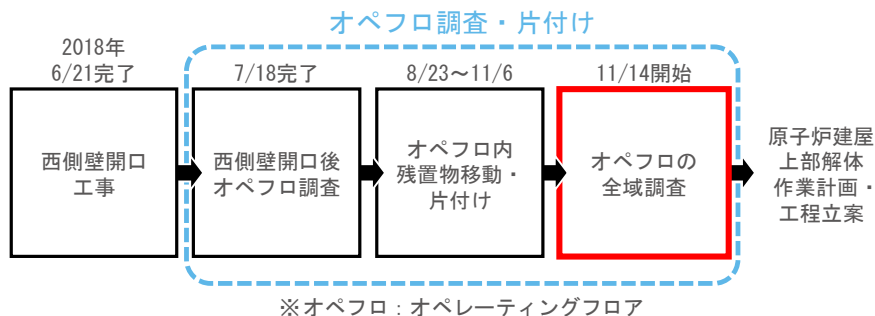 オペフロ調査・片付け
2018年
6/21完了
7/18完了
8/23～11/6
11/14開始
西側壁開口
工事
西側壁開口後
オペフロ調査
オペフロ内
残置物移動・
片付け
オペフロの
全域調査
原子炉建屋
上部解体
作業計画・
工程立案
※オペフロ：オペレーティングフロア